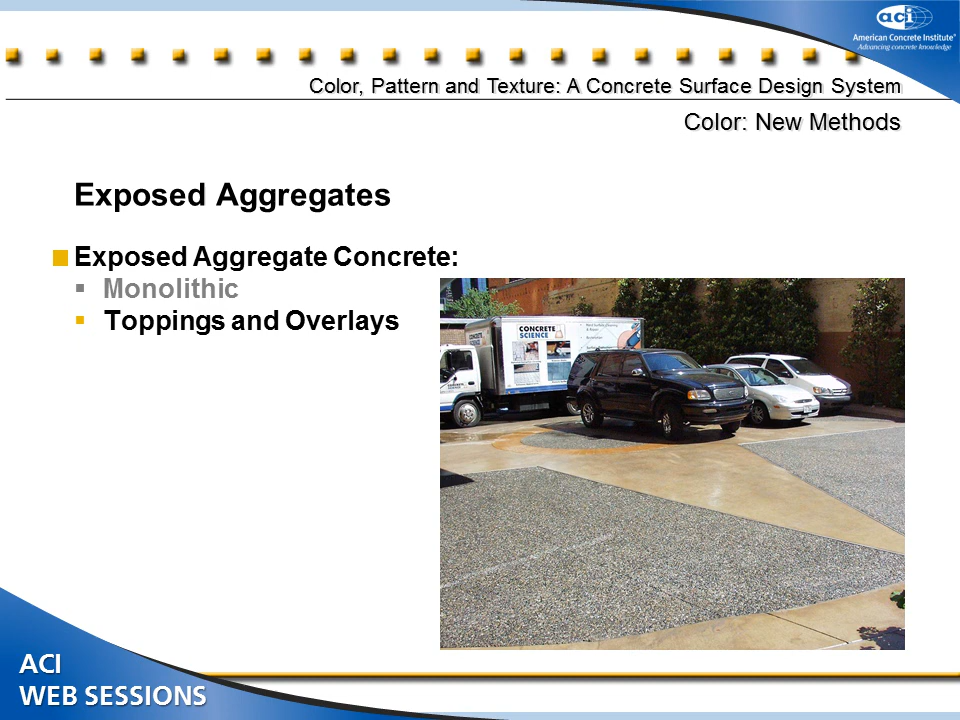 aci
American Concrete Institute®
Advancing concrete knowledge
Color, Pattern and Texture: A Concrete Surface Design System
Color: New Methods
Exposed Aggregates
Exposed Aggregate Concrete:
Monolithic
Toppings and Overlays
CONCRETE
SCIENCE
ACI
WEB SESSIONS